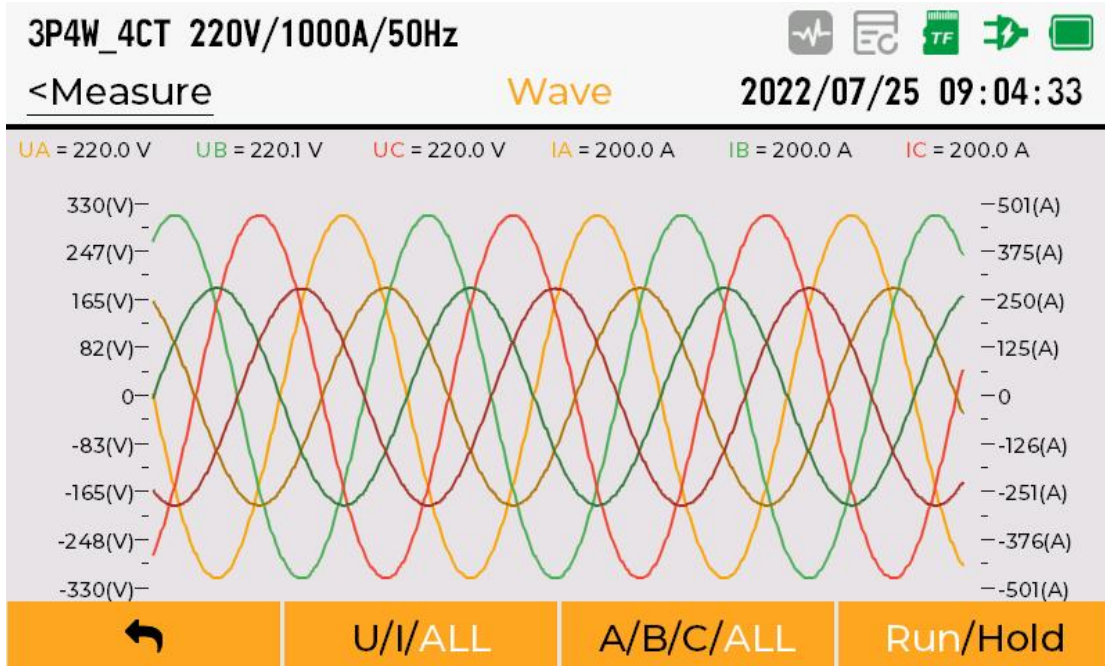 3P4W_4CT 220V/1000A/50Hz TF
<Measure Wave 2022/07/25 09:04:33
UA = 220.0 V UB = 220.1 V UC = 220.0 V IA = 200.0 A IB = 200.0 A IC = 200.0 A
330(V) 501(A)
247(V) 375(A)
165(V) 250(A)
82(V) 125(A)
0 0
-83(V) -126(A)
-165(V) -251(A)
-248(V) -376(A)
-330(V) -501(A)
U/I/ALL A/B/C/ALL Run/Hold